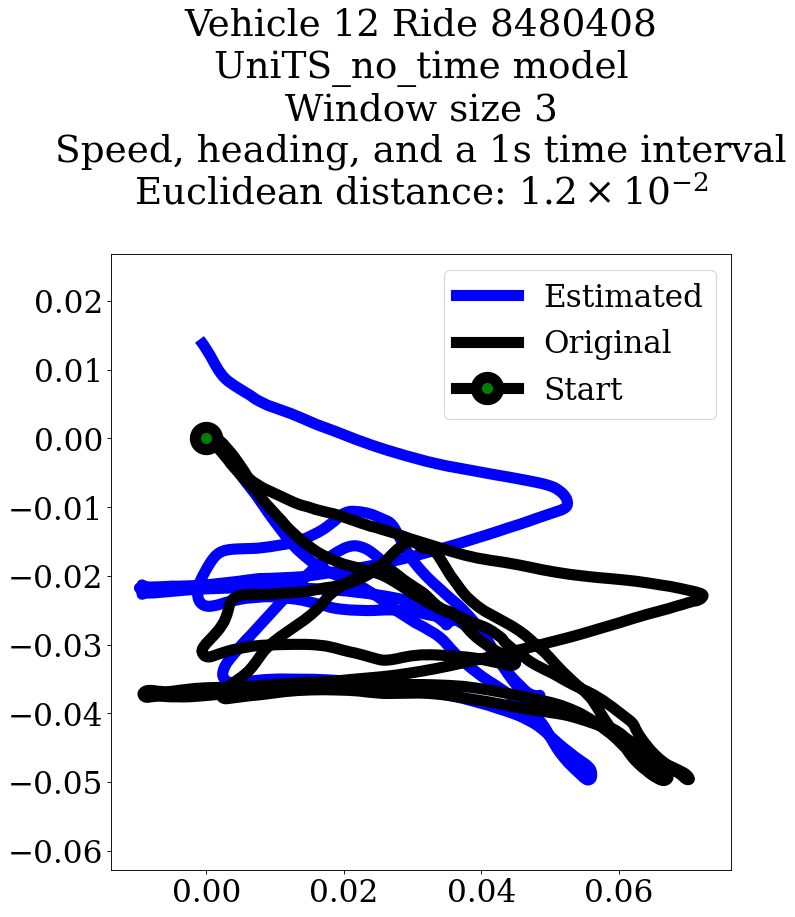 Vehicle 12 Ride 8480408
UniTS_no_time model
Window size 3
Speed, heading, and a 1s time interval
Euclidean distance: 1.2 × 10⁻²
Estimated
Original
Start
0.02
0.01
0.00
−0.01
−0.02
−0.03
−0.04
−0.05
−0.06
0.00 0.02 0.04 0.06